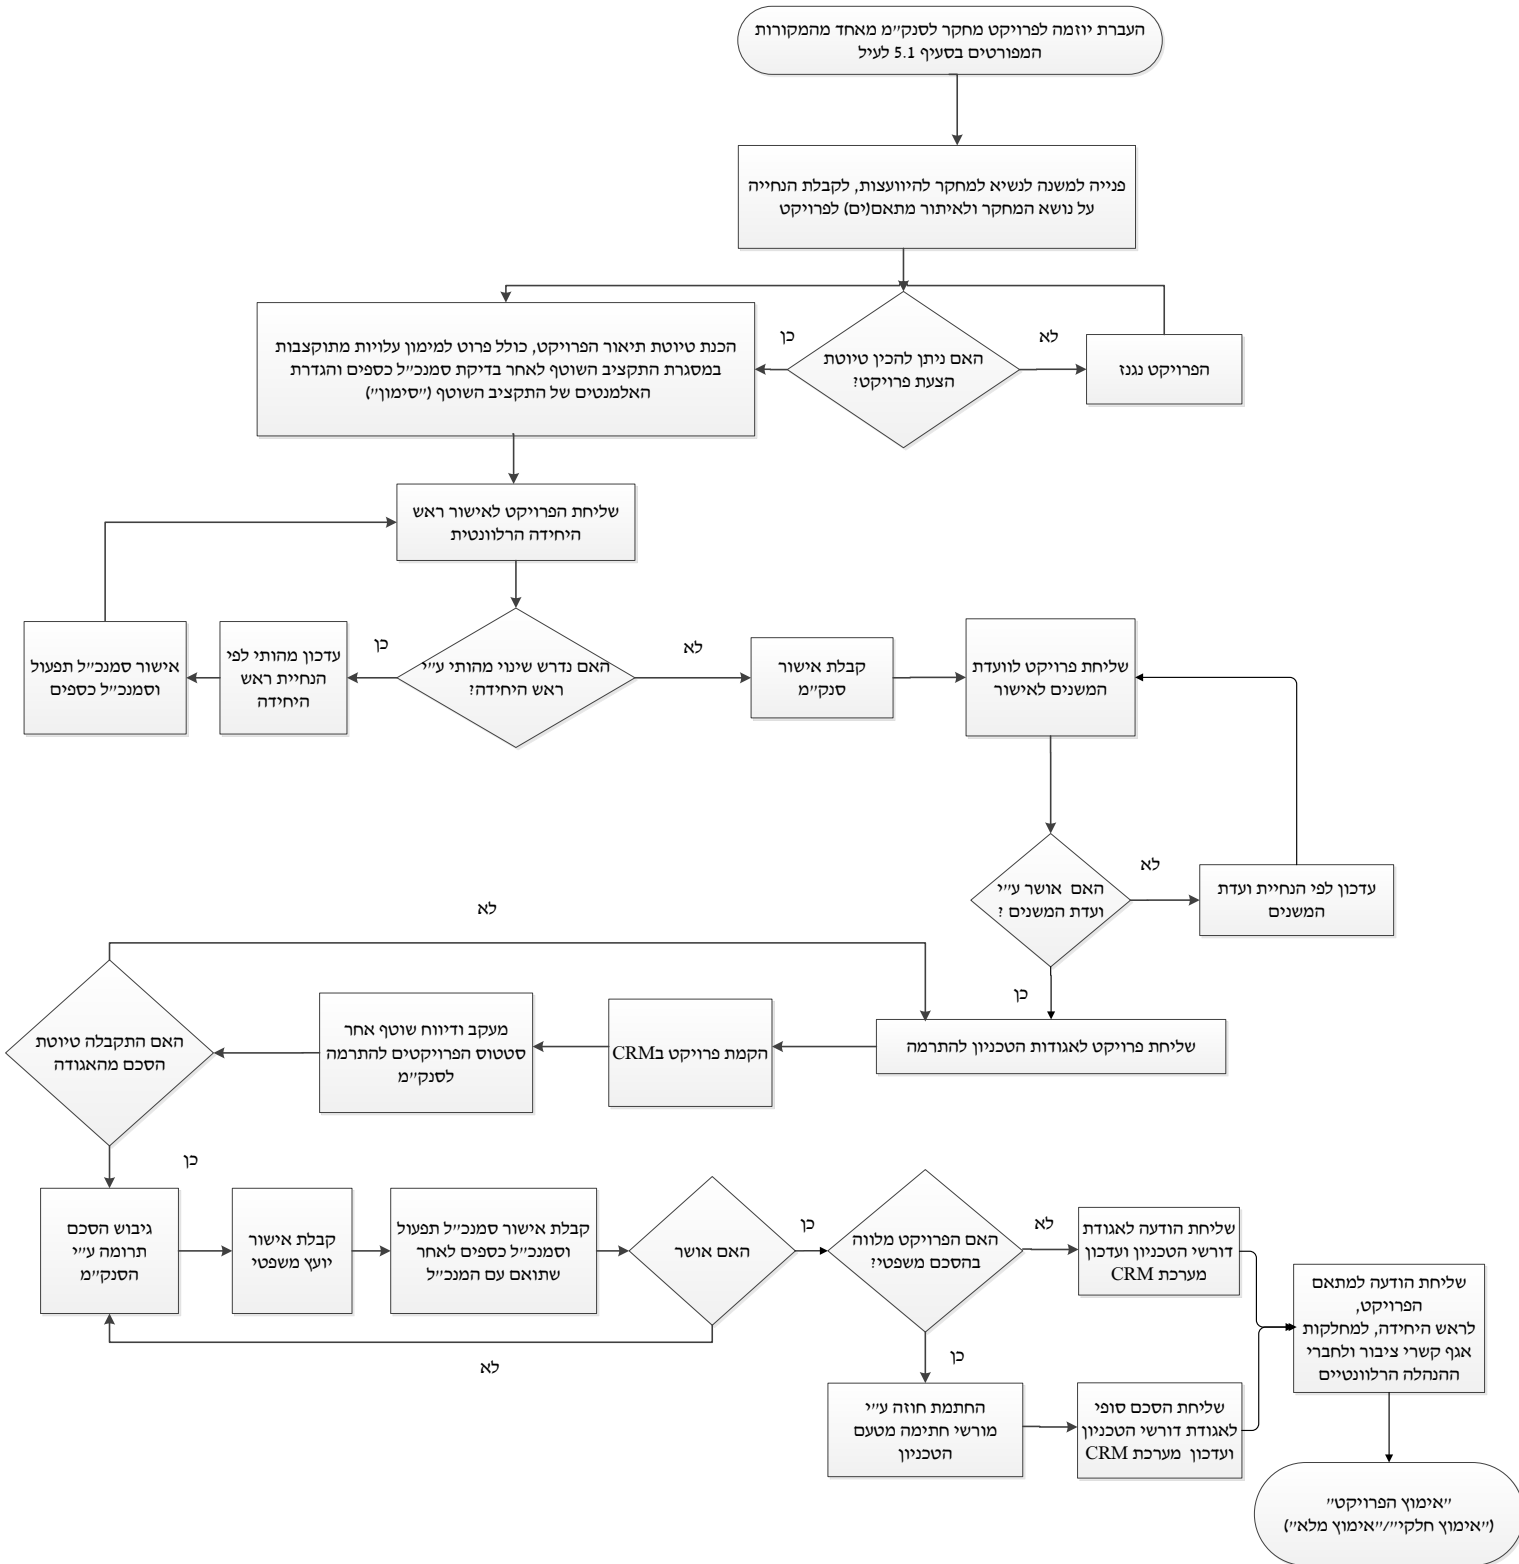 העברת יוזמה לפרויקט מחקר לסנק״מ מאחד מהמקורות
המפורטים בסעיף 5.1 לעיל
פנייה למשנה לנשיא למחקר להיוועצות, לקבלת הנחייה
על נושא המחקר ולאיתור מתאם(ים) לפרויקט
האם ניתן להכין טיוטת
הצעת פרויקט?
לא
הפרויקט נגנז
כן
הכנת טיוטת תיאור הפרויקט, כולל פרוט למימון עלויות מתוקצבות
במסגרת התקציב השוטף לאחר בדיקת סמנכ״ל כספים והגדרת
האלמנטים של התקציב השוטף (״סימון״)
שליחת הפרויקט לאישור ראש
היחידה הרלוונטית
האם נדרש שינוי מהותי ע״י
ראש היחידה?
כן
עדכון מהותי לפי
הנחיית ראש
היחידה
אישור סמנכ״ל תפעול
וסמנכ״ל כספים
לא
קבלת אישור
סנק״מ
שליחת פרויקט לוועדת
המשנים לאישור
האם אושר ע״י
ועדת המשנים ?
לא
עדכון לפי הנחיית ועדת
המשנים
כן
שליחת פרויקט לאגודות הטכניון להתרמה
הקמת פרויקט בCRM
מעקב ודיווח שוטף אחר
סטטוס הפרויקטים להתרמה
לסנק״מ
האם התקבלה טיוטת
הסכם מהאגודה
לא
כן
גיבוש הסכם
תרומה ע״י
הסנק״מ
קבלת אישור
יועץ משפטי
קבלת אישור סמנכ״ל תפעול
וסמנכ״ל כספים לאחר
שתואם עם המנכ״ל
האם אושר
לא
כן
האם הפרויקט מלווה
בהסכם משפטי?
לא
שליחת הודעה לאגודת
דורשי הטכניון ועדכון
מערכת CRM
כן
החתמת חוזה ע״י
מורשי חתימה מטעם
הטכניון
שליחת הסכם סופי
לאגודת דורשי הטכניון
ועדכון מערכת CRM
שליחת הודעה למתאם
הפרויקט,
לראש היחידה, למחלקות
אגף קשרי ציבור ולחברי
ההנהלה הרלוונטיים
״אימוץ הפרויקט״
(״אימוץ חלקי״/״אימוץ מלא״)